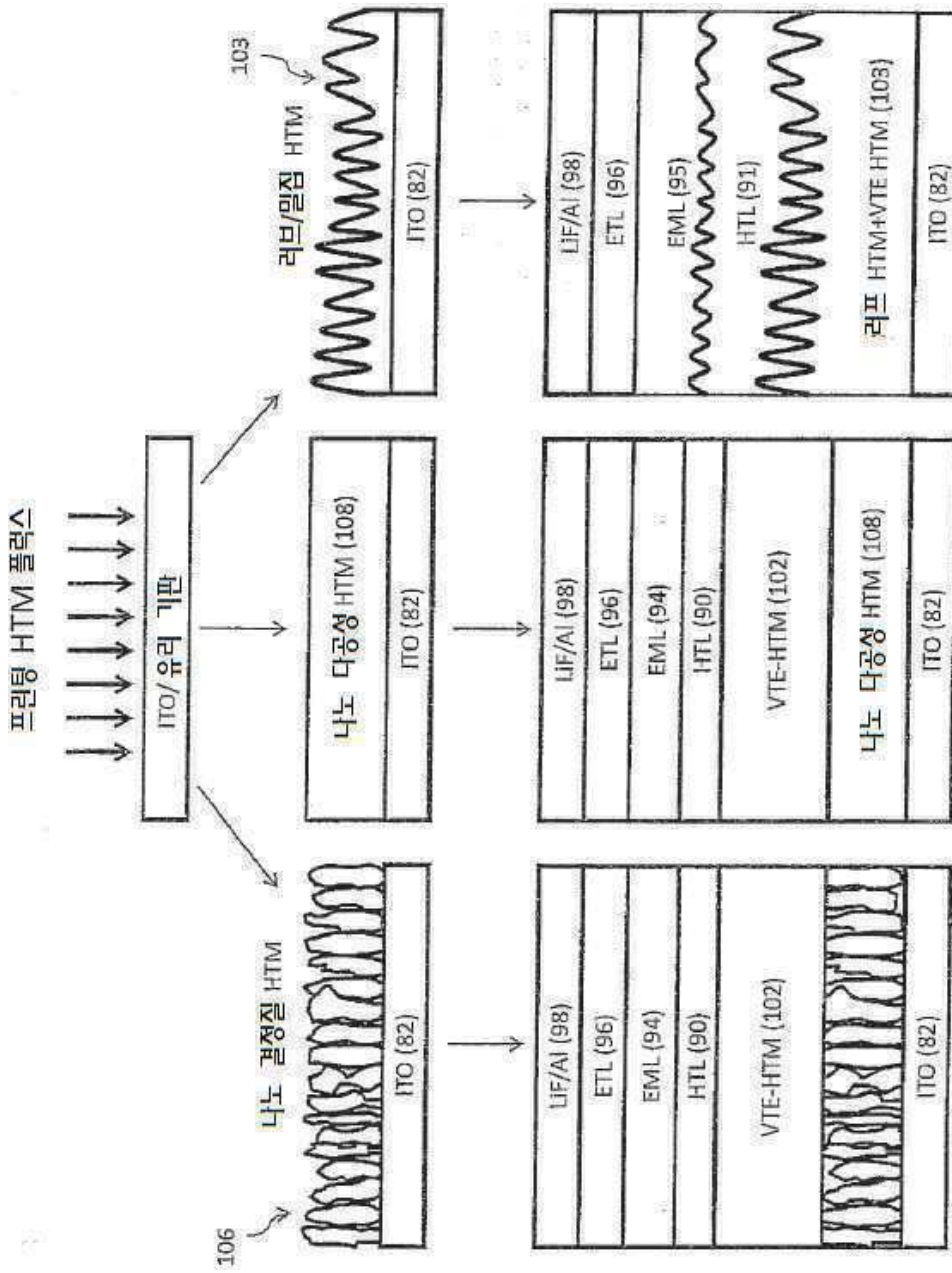 프린팅 HTM 플럭스
ITO/유리 기판
106
나노 결정질 HTM
ITO (82)
나노 다공성 HTM (108)
ITO (82)
러브/밀집 HTM
103
ITO (82)
LiF/Al (98)
ETL (96)
EML (94)
HTL (90)
VTE-HTM (102)
ITO (82)
LiF/Al (98)
ETL (96)
EML (94)
HTL (90)
VTE-HTM (102)
나노 다공성 HTM (108)
ITO (82)
LiF/Al (98)
ETL (96)
EML (95)
HTL (91)
러프 HTM+VTE HTM (103)
ITO (82)